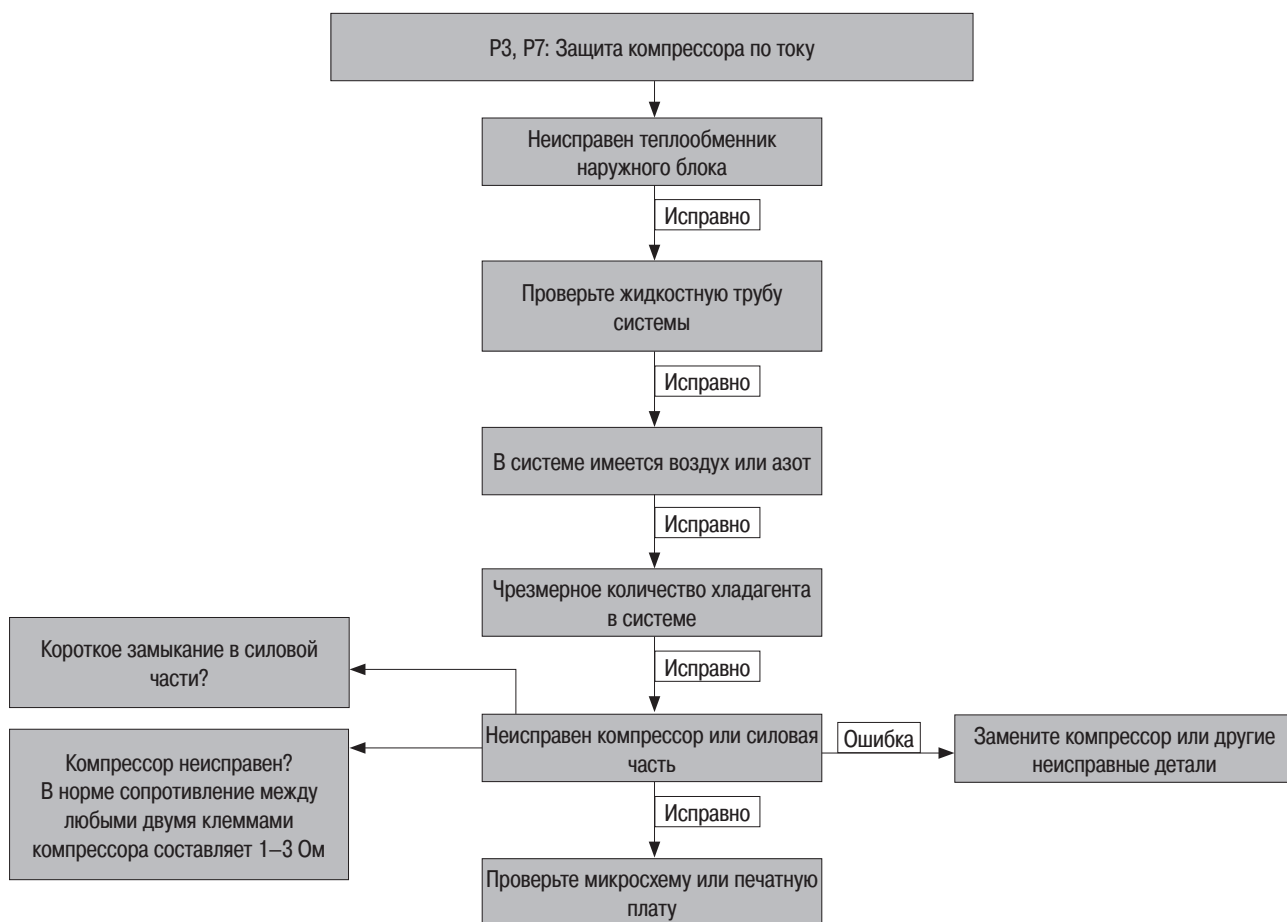 P3, P7: Защита компрессора по току
Неисправен теплообменник
наружного блока
Исправно
Проверьте жидкостную трубу
системы
Исправно
В системе имеется воздух или азот
Исправно
Чрезмерное количество хладагента
в системе
Исправно
Короткое замыкание в силовой
части?
Неисправен компрессор или силовая
часть
Ошибка
Замените компрессор или другие
неисправные детали
Компрессор неисправен?
В норме сопротивление между
любыми двумя клеммами
компрессора составляет 1–3 Ом
Исправно
Проверьте микросхему или печатную
плату